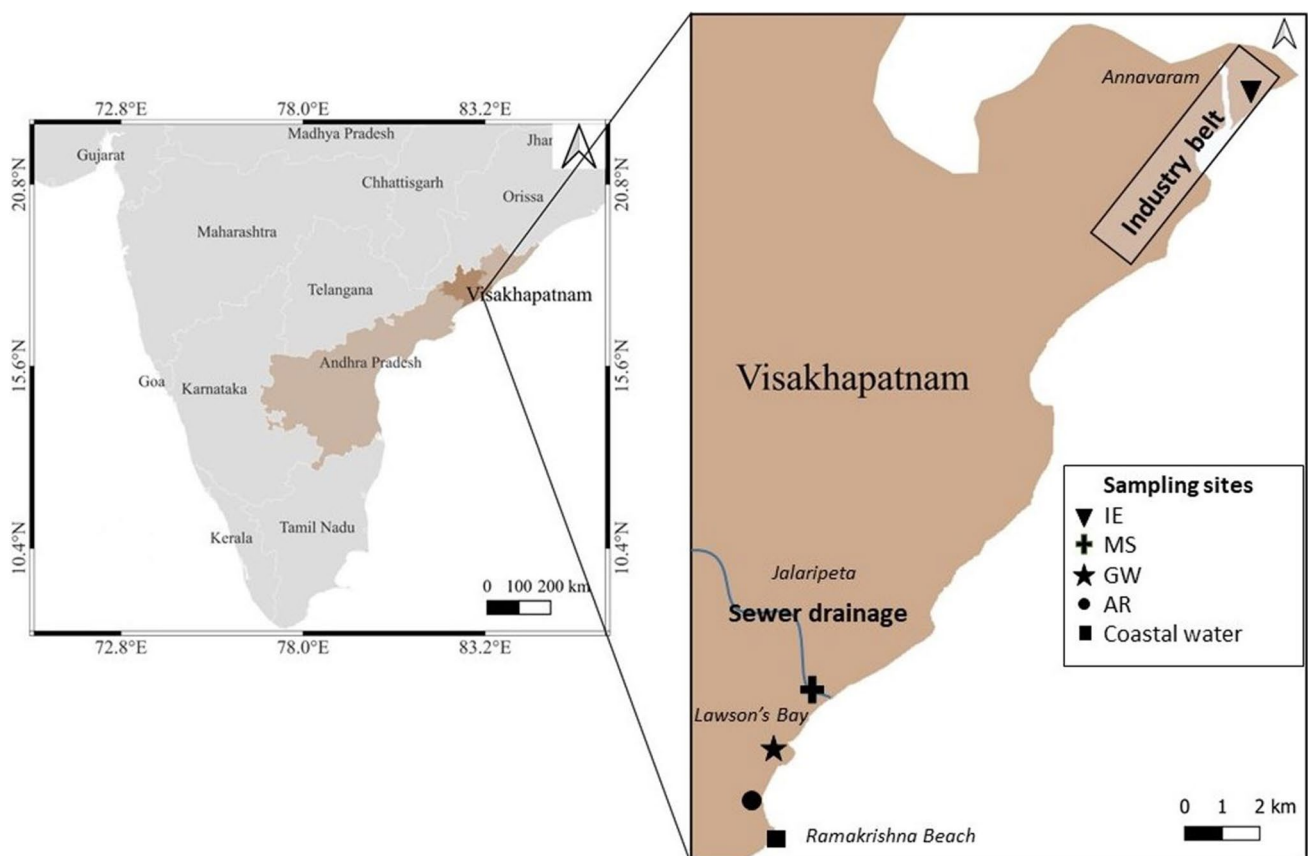 72.8°E 78.0°E 83.2°E
20.8°N 20.8°N
15.6°N 15.6°N
10.4°N 10.4°N
Madhya Pradesh
Jhar
Gujarat
Chhattisgarh
Orissa
Maharashtra
Telangana
Visakhapatnam
Andhra Pradesh
Goa
Karnataka
Tamil Nadu
Kerala
0 100 200 km
72.8°E 78.0°E 83.2°E
Annavaram
Industry belt
Visakhapatnam
Jalaripeta
Sewer drainage
Lawson's Bay
Ramakrishna Beach
Sampling sites
IE
MS
GW
AR
Coastal water
0 1 2 km